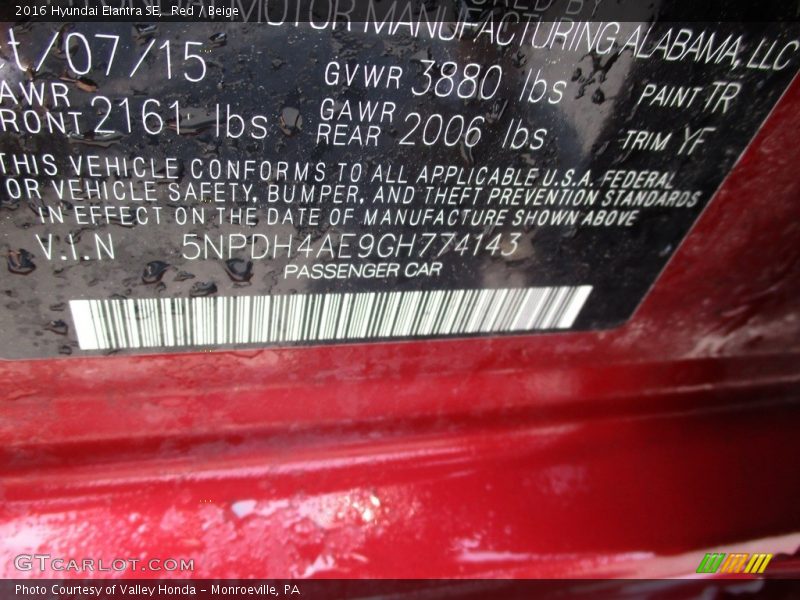 2016 Hyundai Elantra SE, Red / Beige
MOTOR MANUFACTURING ALABAMA, LLC
/07/15
GVWR 3880 lbs
PAINT TR
AWR
RONT 2161 lbs
GAWR
REAR 2006 lbs
TRIM YF
THIS VEHICLE CONFORMS TO ALL APPLICABLE U.S.A. FEDERAL
OR VEHICLE SAFETY, BUMPER, AND THEFT PREVENTION STANDARDS
IN EFFECT ON THE DATE OF MANUFACTURE SHOWN ABOVE
V.I.N 5NPDH4AE9GH774143
PASSENGER CAR
GTCARLOT.COM
Photo Courtesy of Valley Honda - Monroeville, PA